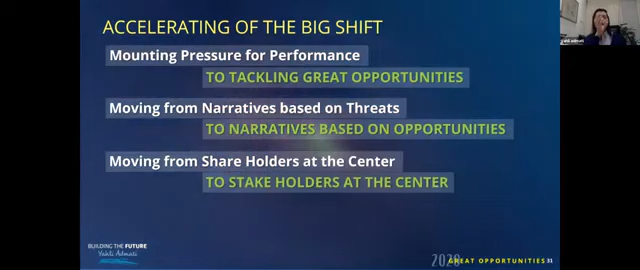 ACCELERATING OF THE BIG SHIFT
Mounting Pressure for Performance
TO TACKLING GREAT OPPORTUNITIES
Moving from Narratives based on Threats
TO NARRATIVES BASED ON OPPORTUNITIES
Moving from Share Holders at the Center
TO STAKE HOLDERS AT THE CENTER
BUILDING THE FUTURE
Yahli Admati
GREAT OPPORTUNITIES 31